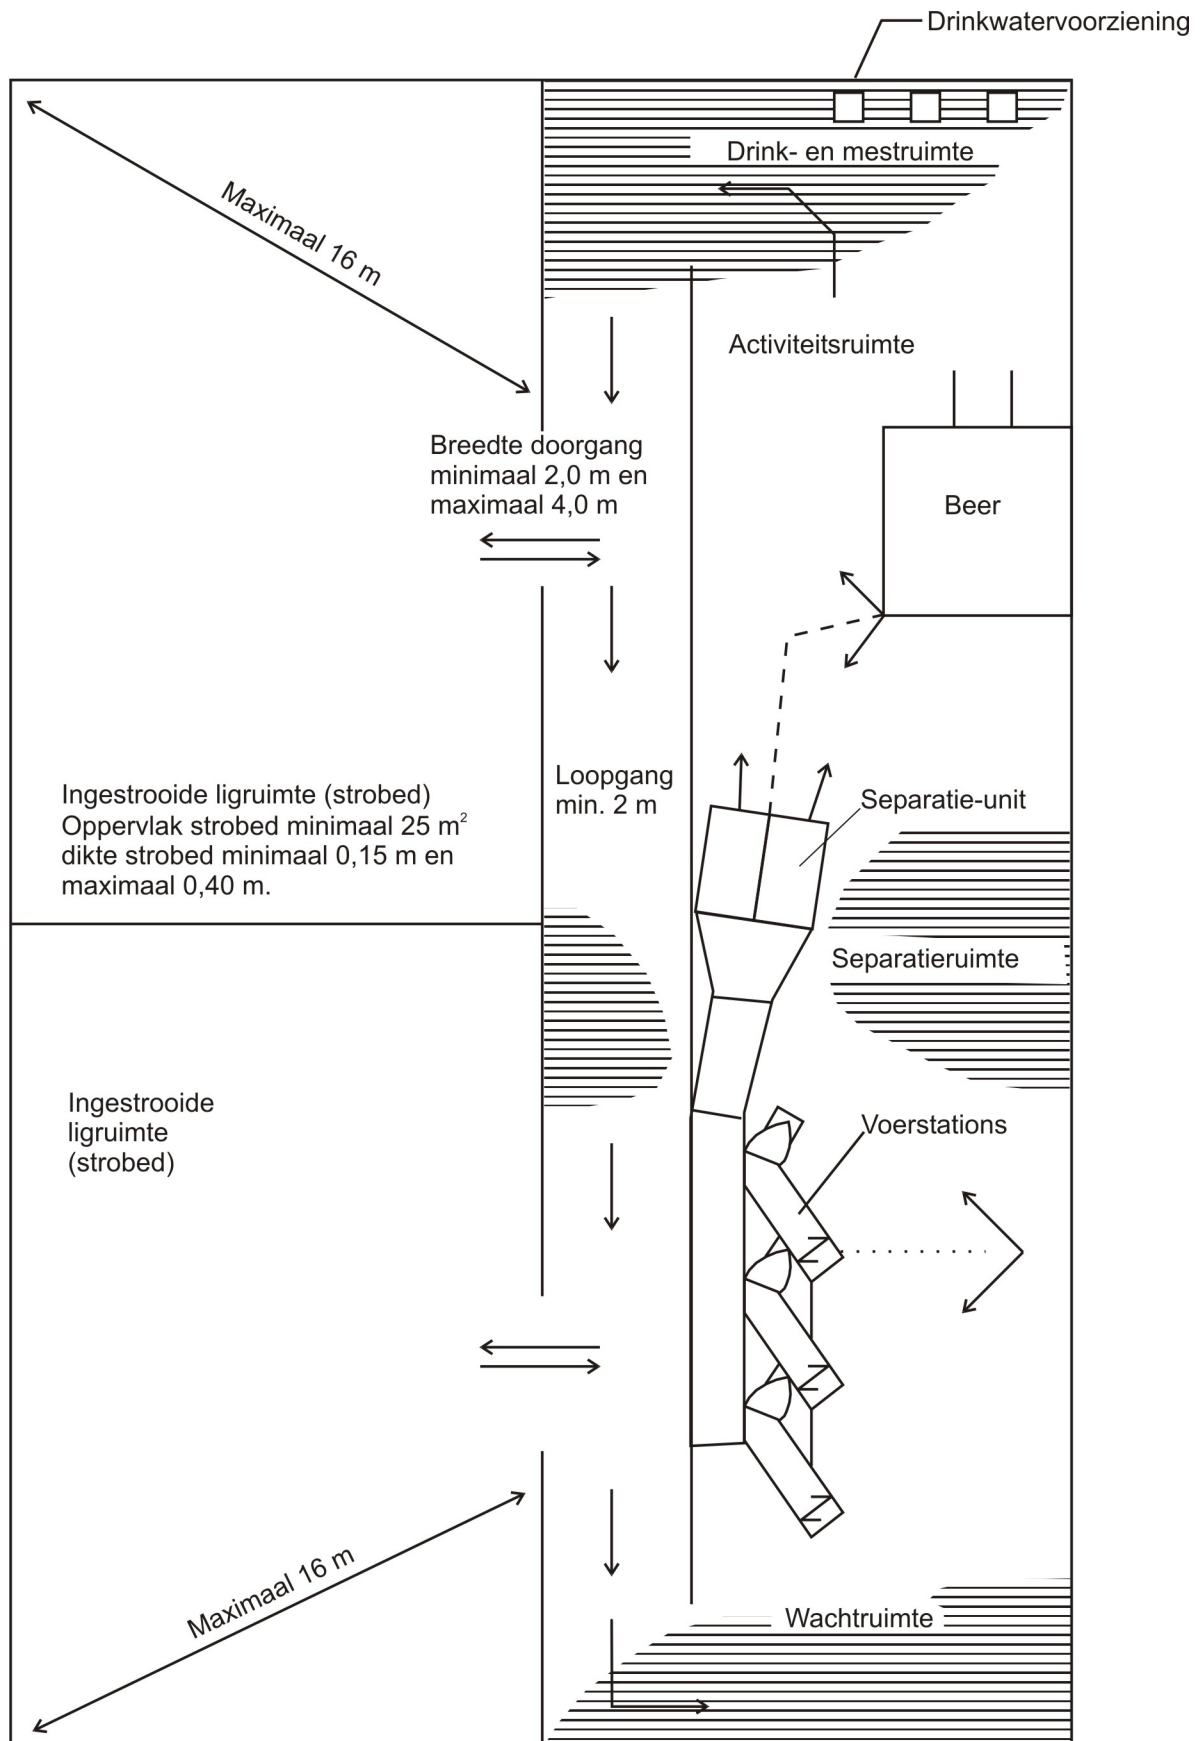 Drinkwatervoorziening
Drink- en mestruimte
Maximaal 16 m
Activiteitsruimte
Breedte doorgang
minimaal 2,0 m en
maximaal 4,0 m
Beer
Loopgang
min. 2 m
Ingestrooide ligruimte (strobed)
Oppervlak strobed minimaal 25 m²
dikte strobed minimaal 0,15 m en
maximaal 0,40 m.
Separatie-unit
Separatieruimte
Ingestrooide
ligruimte
(strobed)
Voerstations
Maximaal 16 m
Wachtruimte